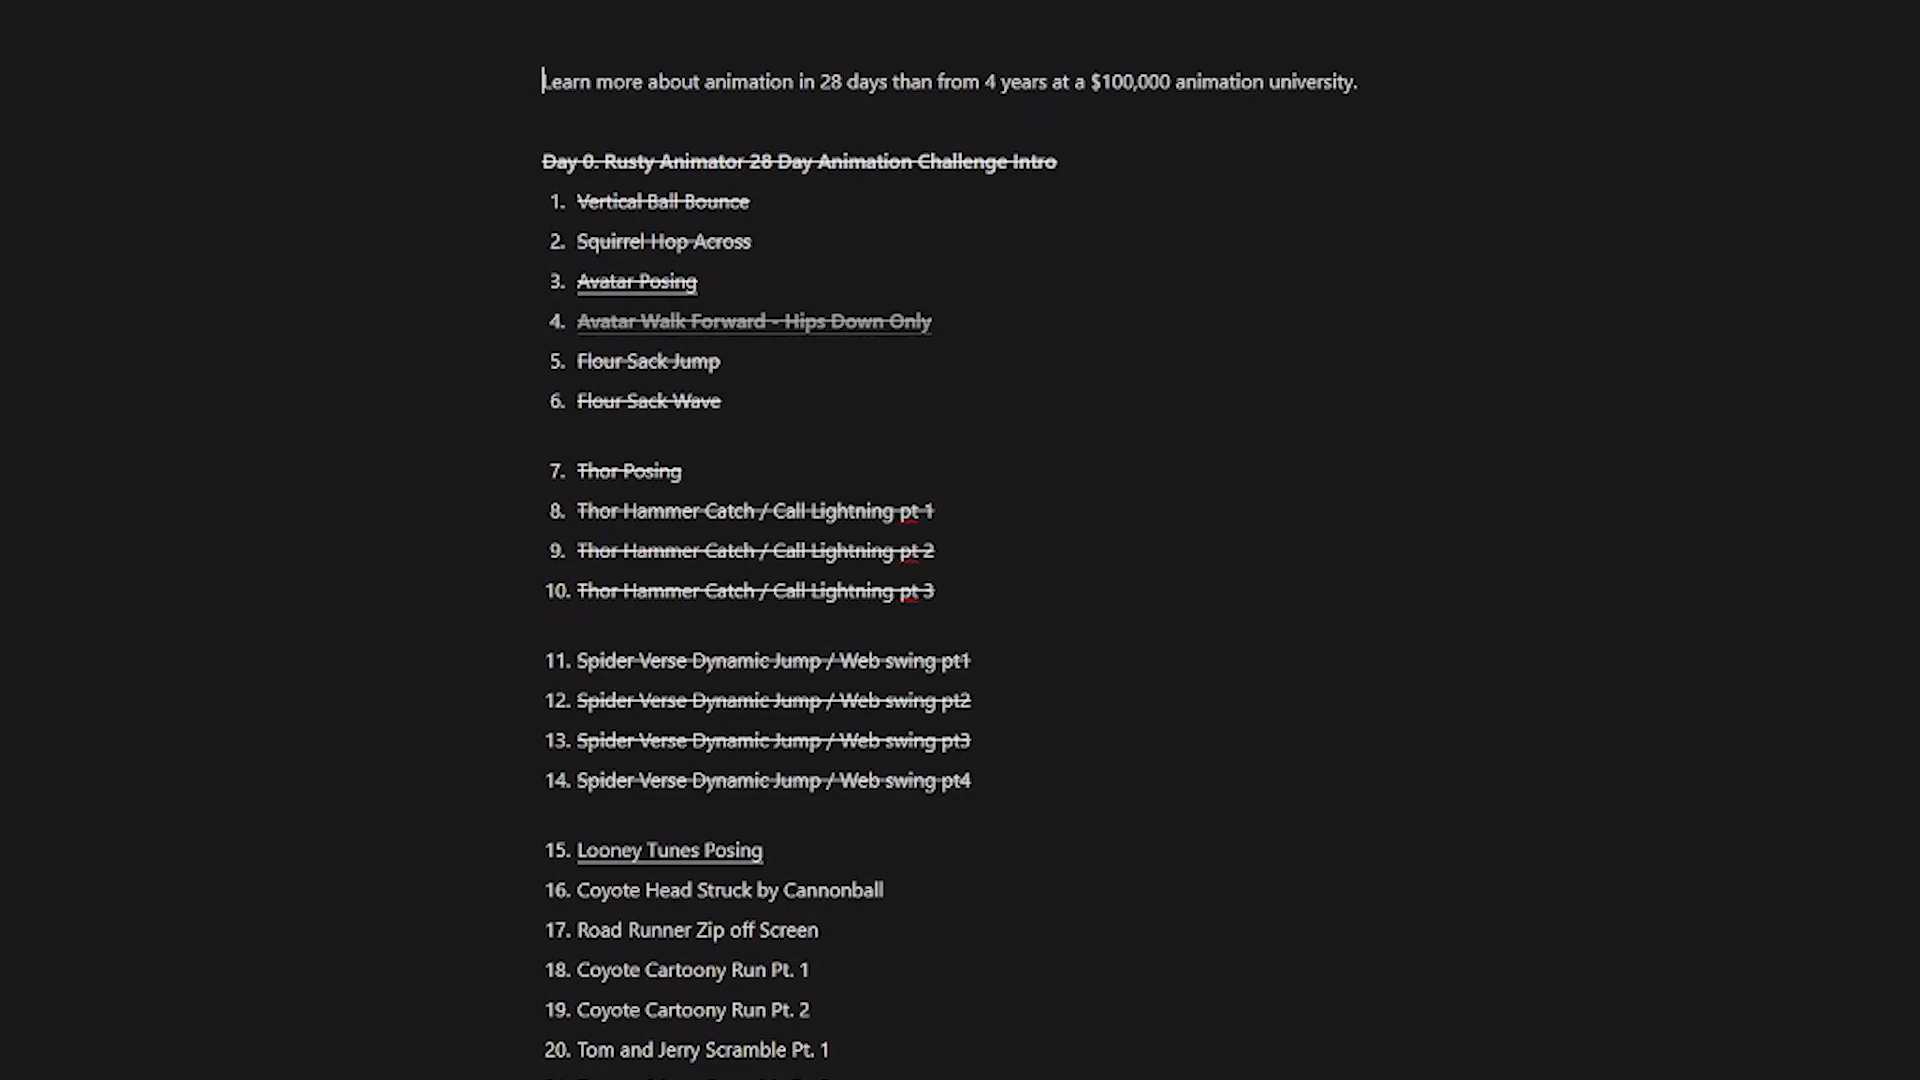 Learn more about animation in 28 days than from 4 years at a $100,000 animation university.
Day 0. Rusty Animator 28 Day Animation Challenge Intro
1. Vertical Ball Bounce
2. Squirrel Hop Across
3. Avatar Posing
4. Avatar Walk Forward - Hips Down Only
5. Flour Sack Jump
6. Flour Sack Wave
7. Thor Posing
8. Thor Hammer Catch / Call Lightning pt 1
9. Thor Hammer Catch / Call Lightning pt 2
10. Thor Hammer Catch / Call Lightning pt 3
11. Spider Verse Dynamic Jump / Web swing pt1
12. Spider Verse Dynamic Jump / Web swing pt2
13. Spider Verse Dynamic Jump / Web swing pt3
14. Spider Verse Dynamic Jump / Web swing pt4
15. Looney Tunes Posing
16. Coyote Head Struck by Cannonball
17. Road Runner Zip off Screen
18. Coyote Cartoony Run Pt. 1
19. Coyote Cartoony Run Pt. 2
20. Tom and Jerry Scramble Pt. 1